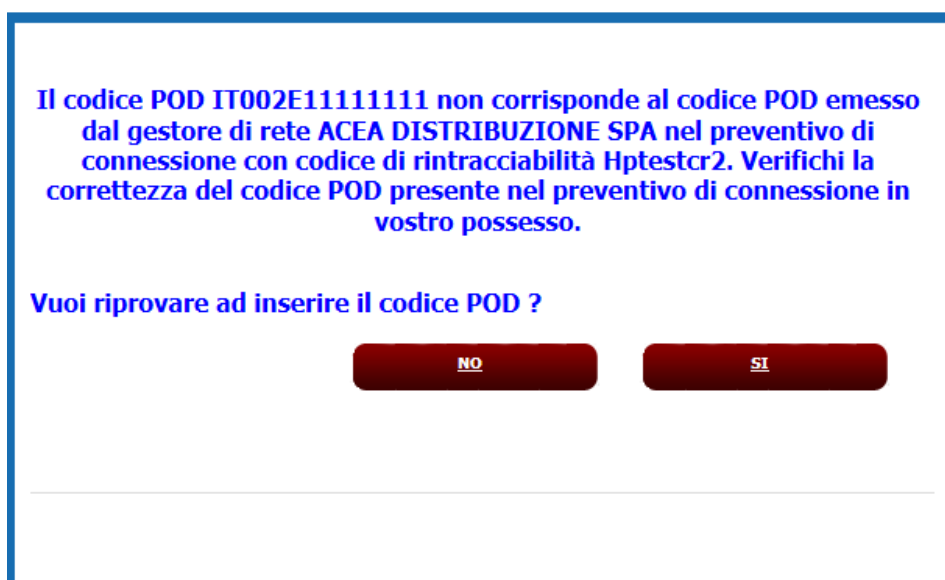 Il codice POD IT002E11111111 non corrisponde al codice POD emesso
dal gestore di rete ACEA DISTRIBUZIONE SPA nel preventivo di
connessione con codice di rintracciabilità Hptestcr2. Verifichi la
correttezza del codice POD presente nel preventivo di connessione in
vostro possesso.
Vuoi riprovare ad inserire il codice POD ?
NO SI